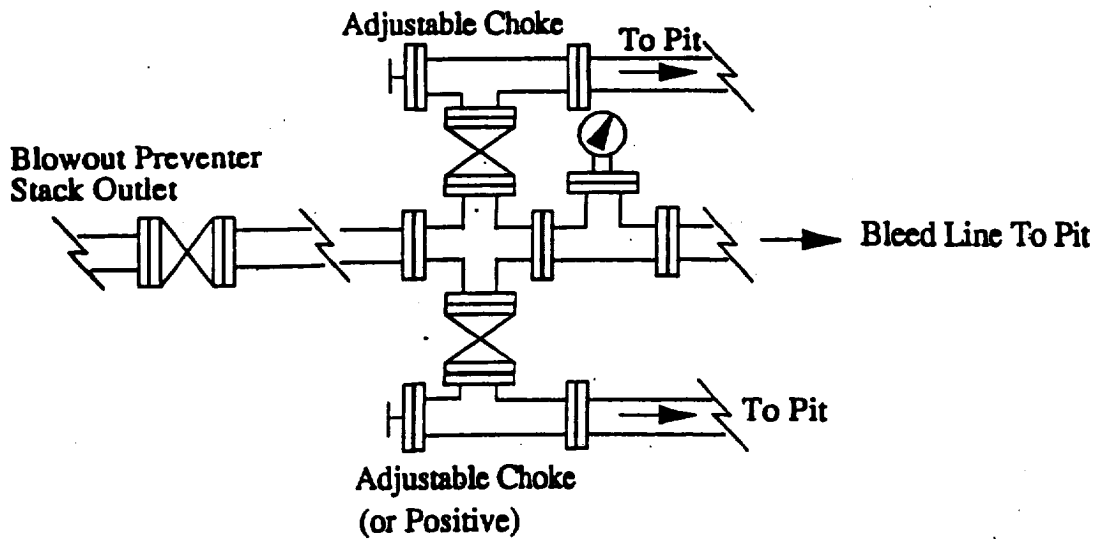 Adjustable Choke
To Pit
Blowout Preventer
Stack Outlet
Bleed Line To Pit
To Pit
Adjustable Choke
(or Positive)